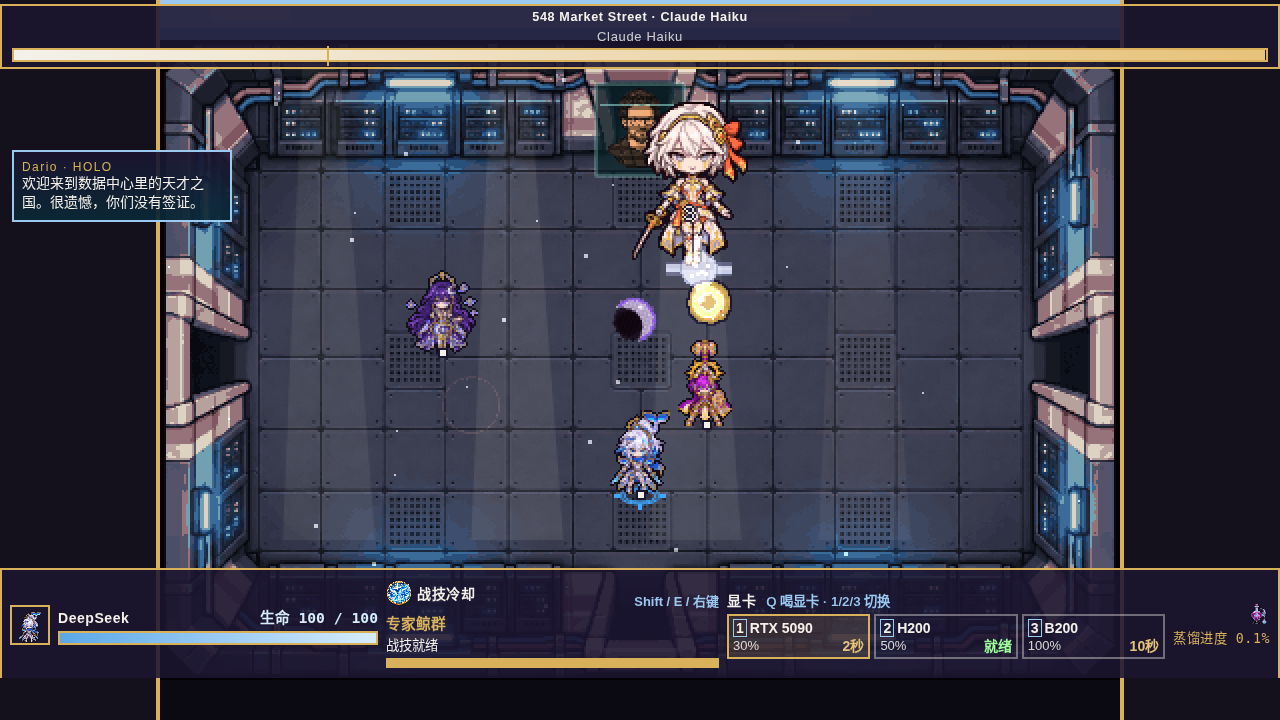 548 Market Street · Claude Haiku
Claude Haiku
Dario · HOLO
欢迎来到数据中心里的天才之
国。很遗憾，你们没有签证。
DeepSeek
生命 100 / 100
战技冷却
Shift / E / 右键
专家鲸群
战技就绪
显卡 Q 喝显卡 · 1/2/3 切换
1 RTX 5090
30% 2秒
2 H200
50% 就绪
3 B200
100% 10秒
蒸馏进度 0.1%